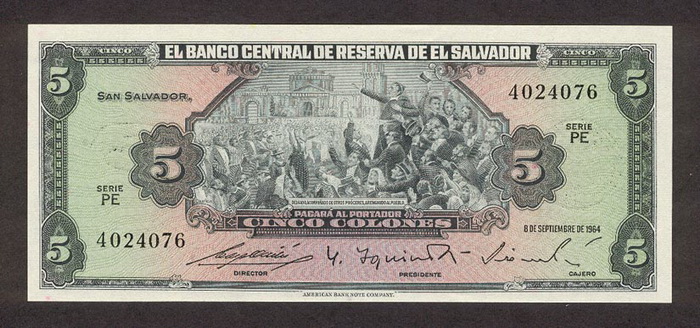 CINCO
CINCO
EL BANCO CENTRAL DE RESERVA DE EL SALVADOR
5
5
SAN SALVADOR,
4024076
SERIE
PE
5
5
SERIE
PE
PAGARÁ AL PORTADOR
CINCO COLONES
8 DE SEPTIEMBRE DE 1964
4024076
5
5
DIRECTOR
PRESIDENTE
CAJERO
AMERICAN BANK NOTE COMPANY.